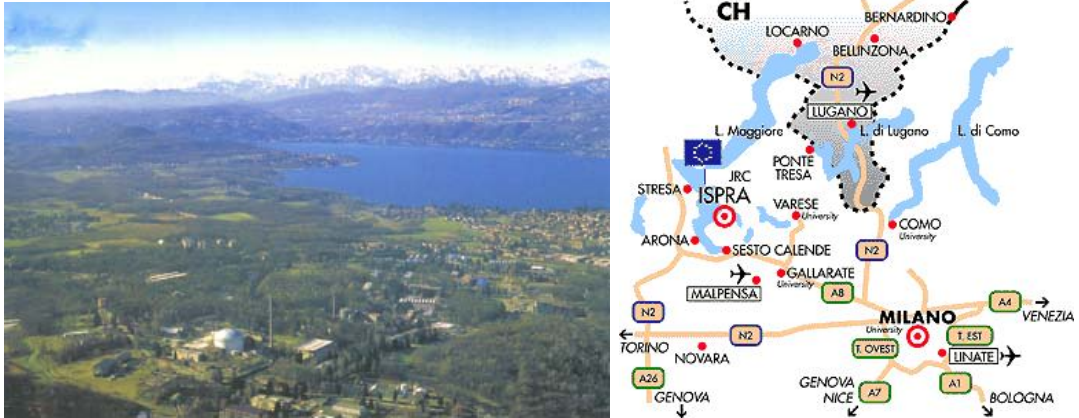 CH
BERNARDINO
LOCARNO
BELLINZONA
N2
LUGANO
L. Maggiore
L. di Lugano
L. di Como
PONTE
TRESA
JRC
ISPRA
STRESA
VARESE
University
COMO
University
ARONA
SESTO CALENDE
N2
GALLARATE
University
MALPENSA
A8
A4
VENEZIA
N2
MILANO
University
T. EST
TORINO
N2
T. OVEST
LINATE
NOVARA
A26
GENOVA
GENOVA
NICE
A7
A1
BOLOGNA